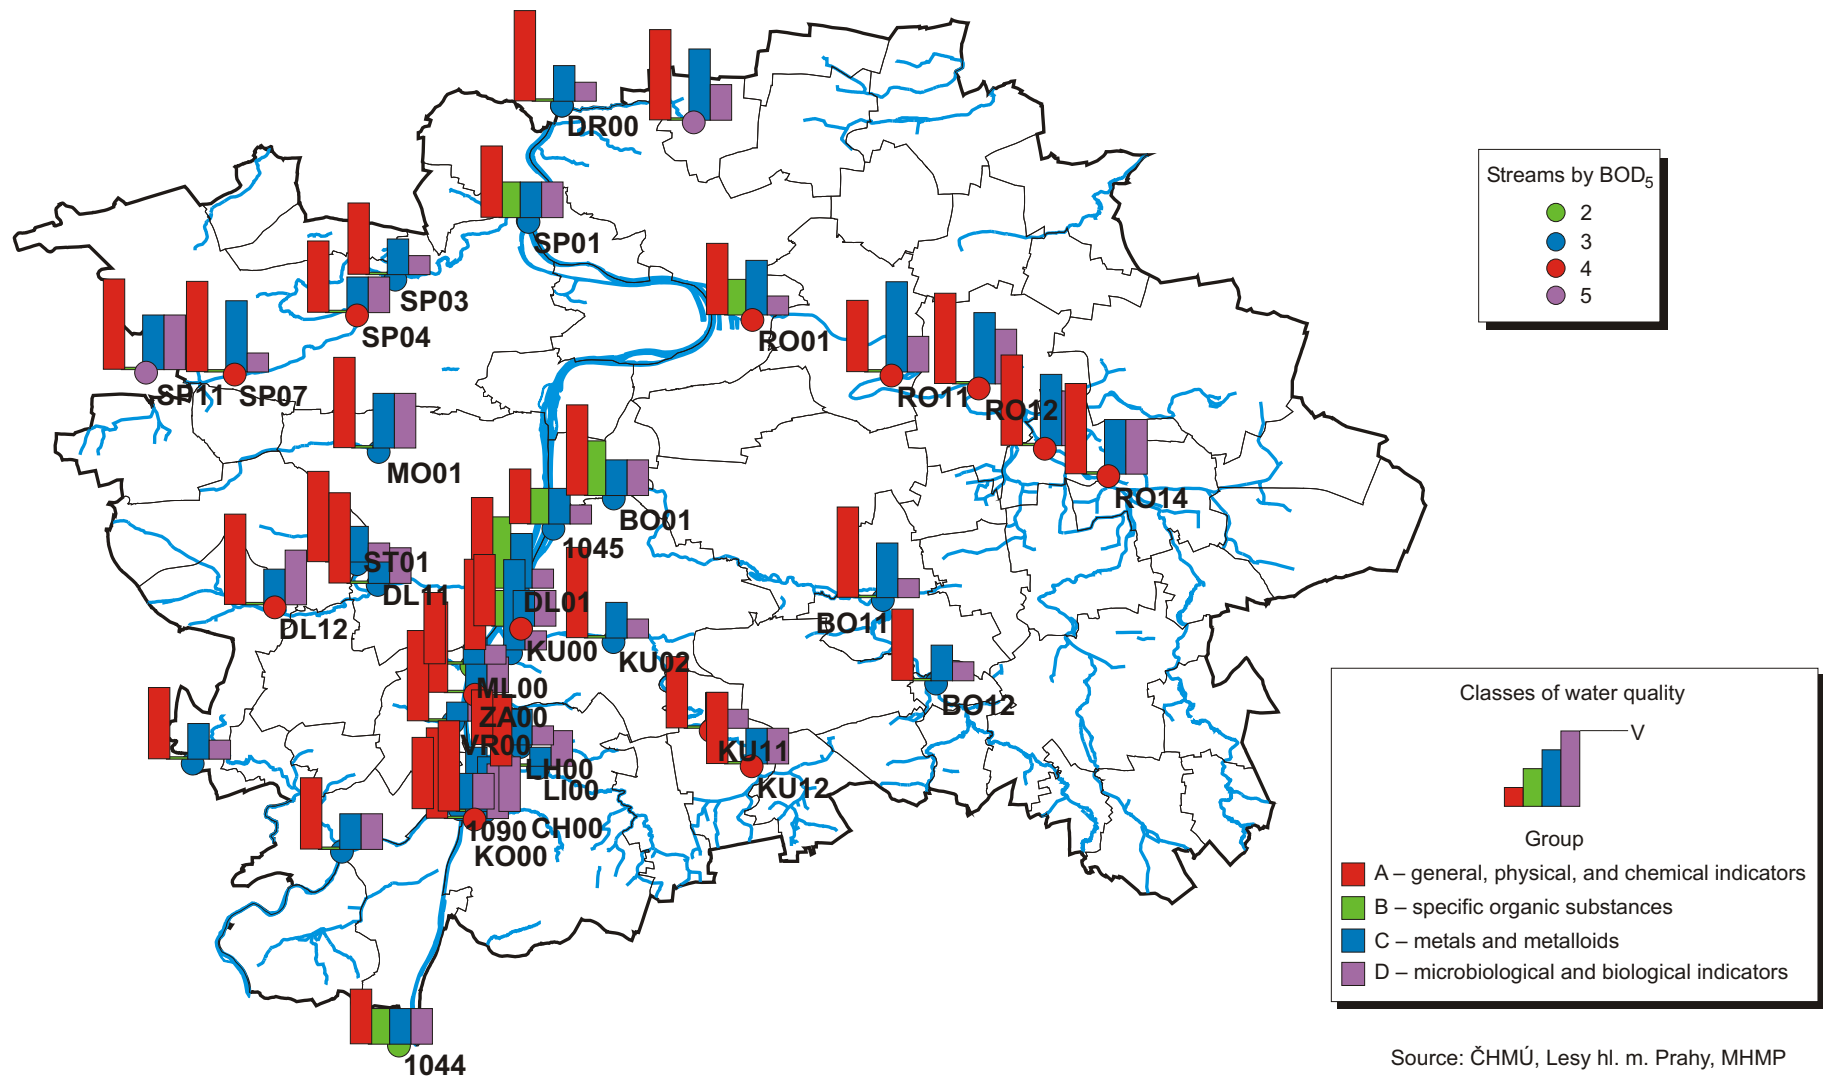 DR00
SP01
SP03
SP04
RO01
SP11
SP07
RO11
RO12
MO01
RO14
BO01
1045
ST01
DL11
DL01
DL12
BO11
KU00
KU02
ML00
BO12
ZA00
VR00
KU11
LH00
LI00
KU12
1090
CH00
KO00
1044
Streams by BOD5
2
3
4
5
Classes of water quality
V
Group
A – general, physical, and chemical indicators
B – specific organic substances
C – metals and metalloids
D – microbiological and biological indicators
Source: ČHMÚ, Lesy hl. m. Prahy, MHMP